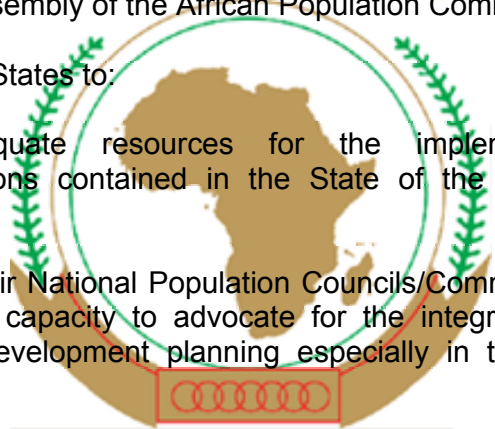 sembly of the African Population Com
States to:
quate resources for the implem
ons contained in the State of the
ir National Population Councils/Comm
capacity to advocate for the integr
evelopment planning especially in t